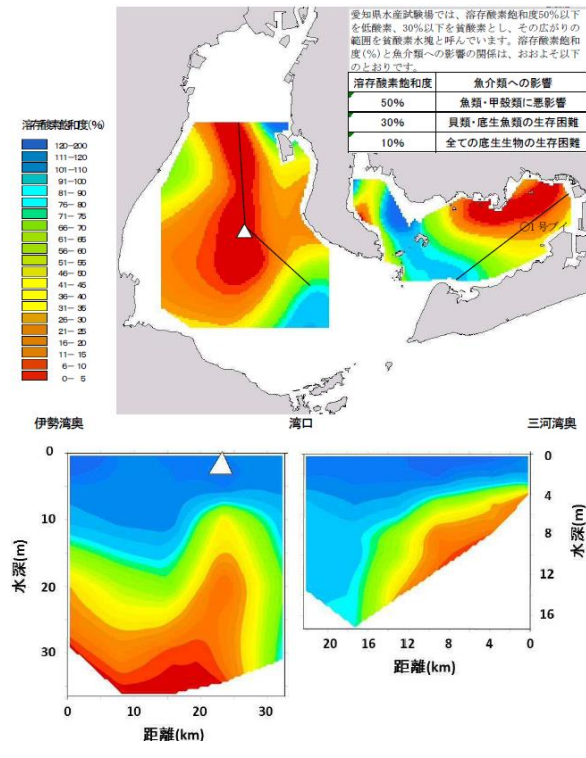 愛知県水産試験場では、溶存酸素飽和度50%以下
を低酸素、30%以下を貧酸素とし、その広がりの
範囲を貧酸素水塊と呼んでいます。溶存酸素飽和
度(%)と魚介類への影響の関係は、おおよそ以下
のとおりです。
溶存酸素飽和度 魚介類への影響
50% 魚類・甲殻類に悪影響
30% 貝類・底生魚類の生存困難
10% 全ての底生生物の生存困難
溶存酸素飽和度(%)
120-200
111-120
101-110
91-100
81- 90
76- 80
71- 75
66- 70
61- 65
56- 60
51- 55
46- 50
41- 45
36- 40
31- 35
26- 30
21- 25
16- 20
11- 15
6- 10
0- 5
○1号ブイ
伊勢湾奥 湾口 三河湾奥
0
10
20
30
水深(m)
0 10 20 30
距離(km)
0
4
8
12
16
水深(m)
20 16 12 8 4 0
距離(km)